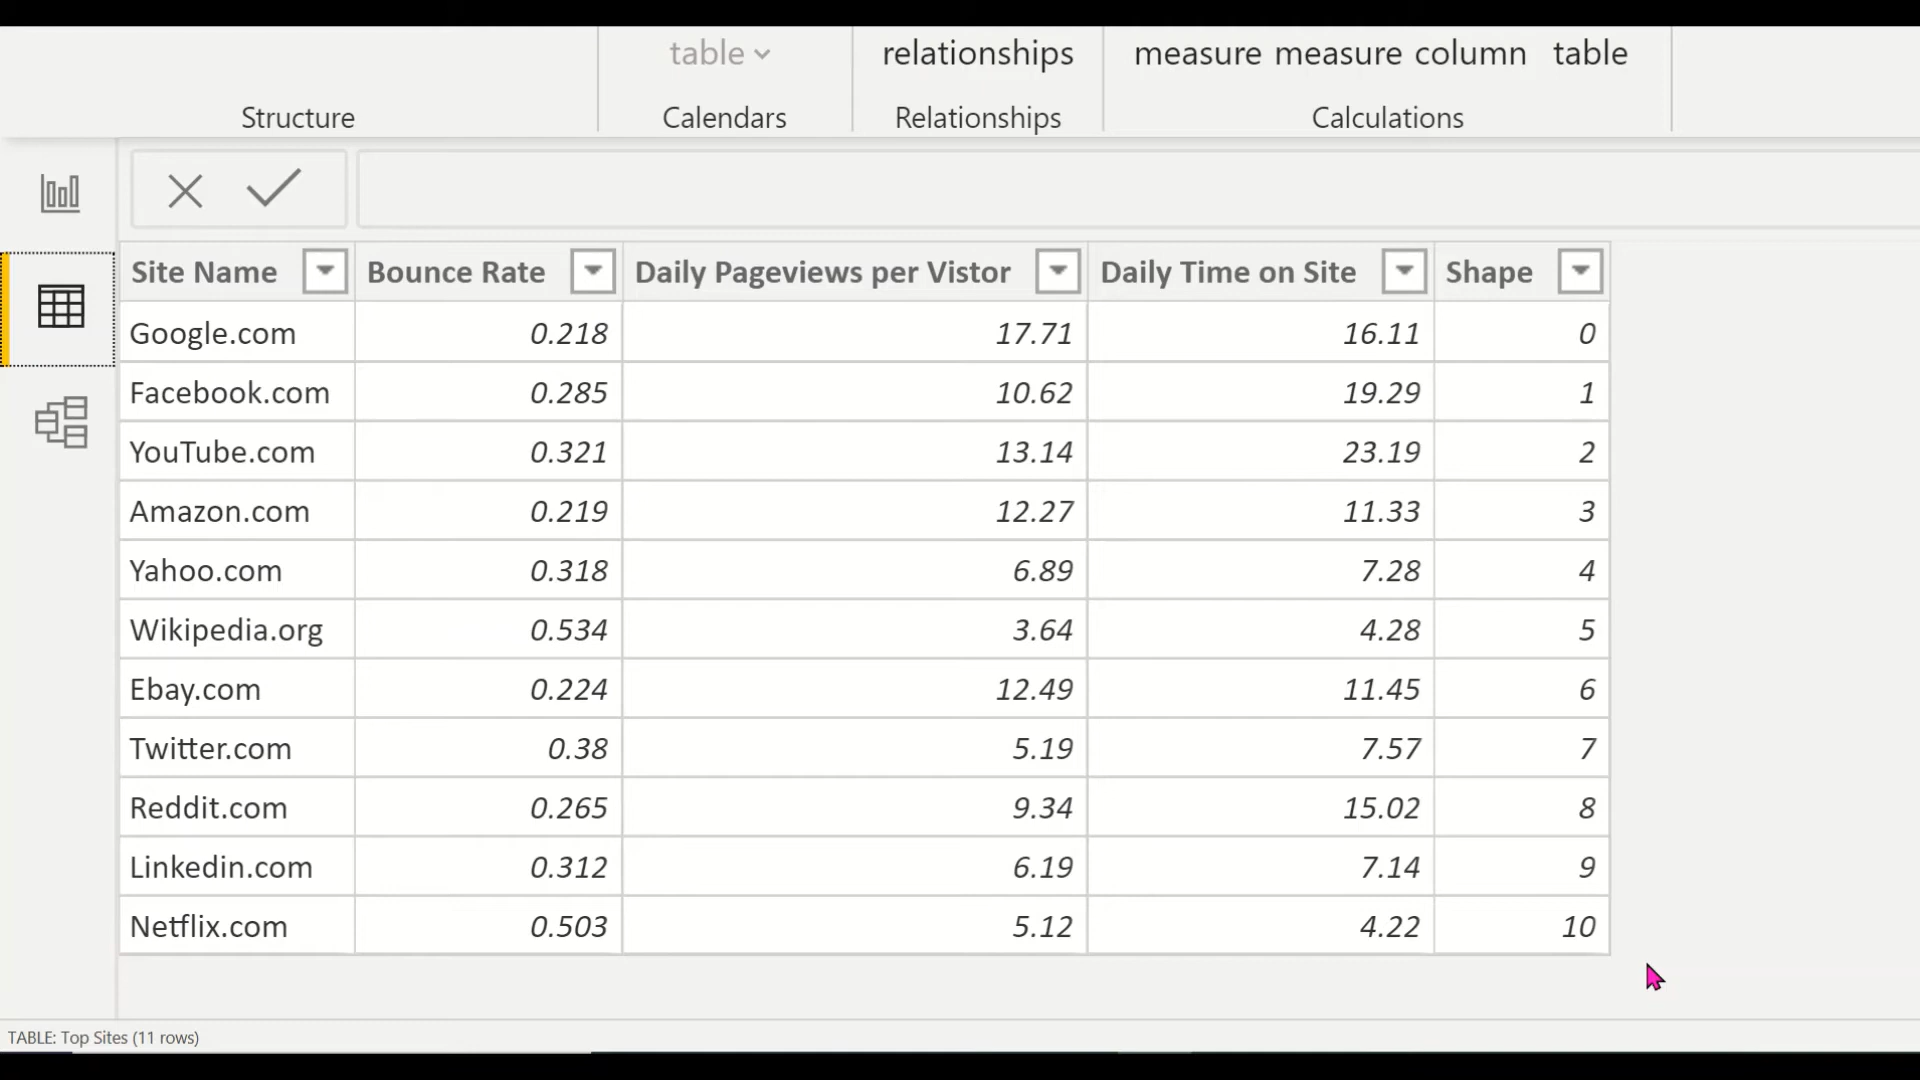 table
relationships
measure measure column table
Structure
Calendars
Relationships
Calculations
Site Name Bounce Rate Daily Pageviews per Vistor Daily Time on Site Shape
Google.com 0.218 17.71 16.11 0
Facebook.com 0.285 10.62 19.29 1
YouTube.com 0.321 13.14 23.19 2
Amazon.com 0.219 12.27 11.33 3
Yahoo.com 0.318 6.89 7.28 4
Wikipedia.org 0.534 3.64 4.28 5
Ebay.com 0.224 12.49 11.45 6
Twitter.com 0.38 5.19 7.57 7
Reddit.com 0.265 9.34 15.02 8
Linkedin.com 0.312 6.19 7.14 9
Netflix.com 0.503 5.12 4.22 10
TABLE: Top Sites (11 rows)